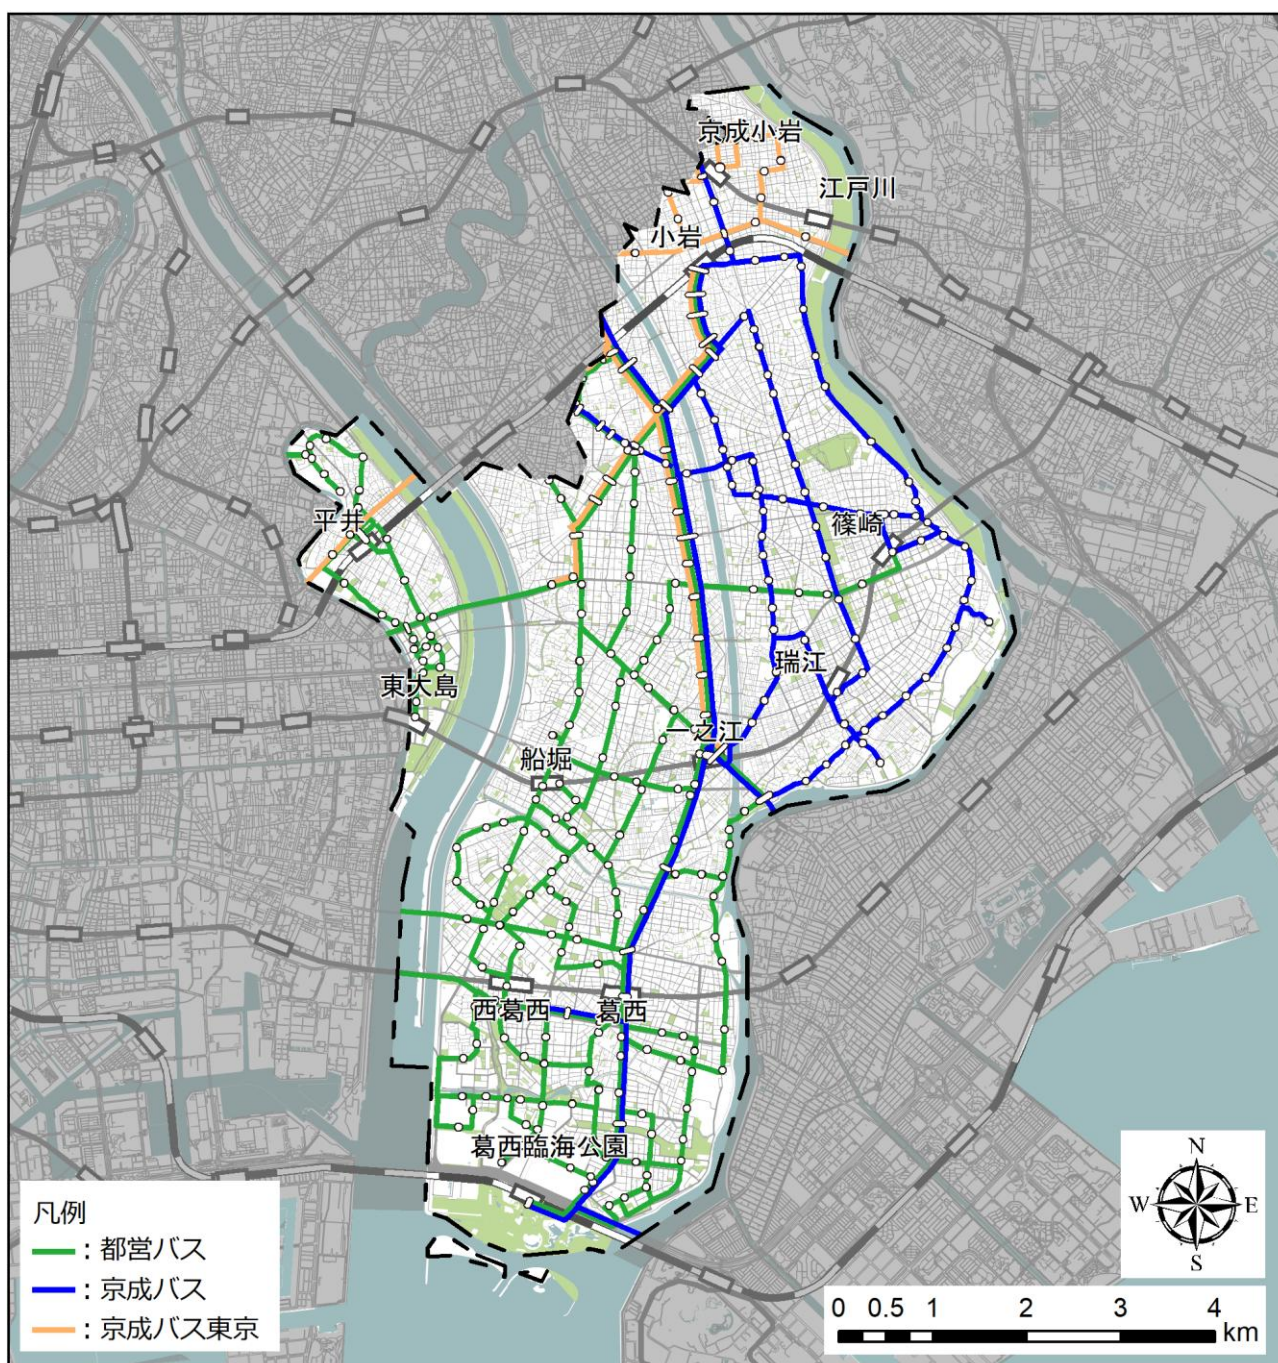 京成小岩
江戸川
小岩
平井
篠崎
瑞江
東大島
一之江
船堀
西葛西
葛西
葛西臨海公園
凡例
：都営バス
：京成バス
：京成バス東京
N
W E
S
0 0.5 1 2 3 4
km